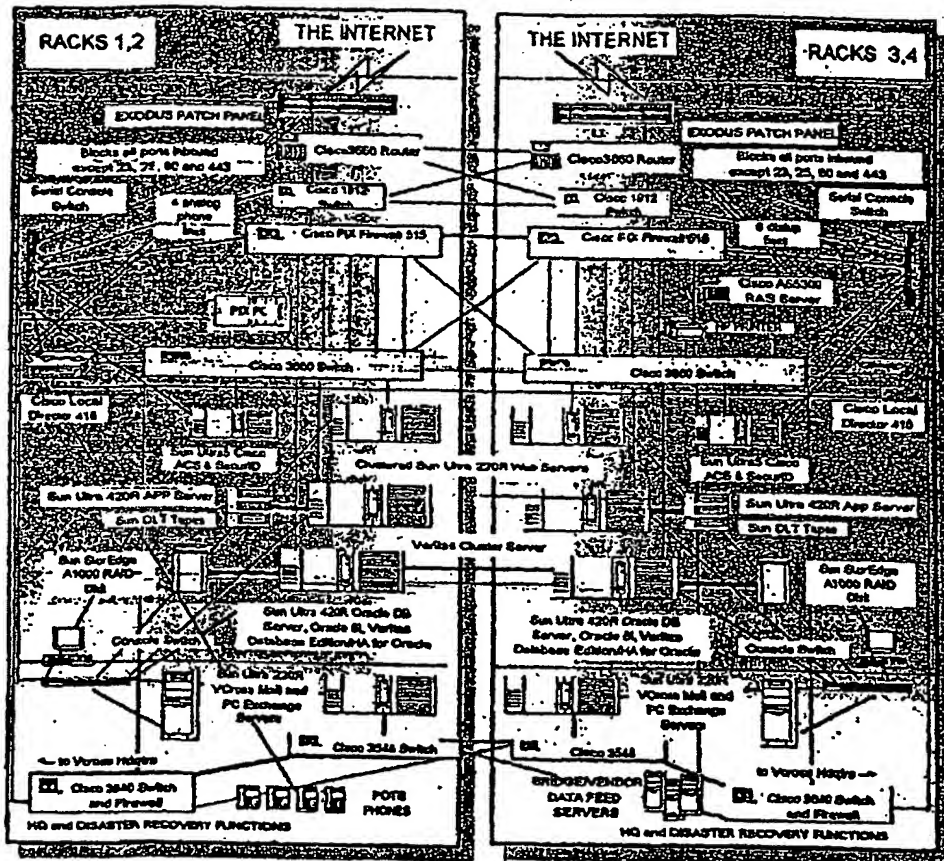 RACKS 1,2
THE INTERNET
EXODUS PATCH PANEL
Blocks all ports inbound
except 23, 80 and 443
Serial Console
Switch
4 analog
phone
lines
Cisco Router
Cisco 1912
Switch
Cisco PIX Firewall 515
PIX PC
Cisco Switch
Cisco Local
Director 416
Sun Ultra5 Cisco
ACS & SecurID
Clustered Sun Ultra 220R Web Servers
Sun Ultra 420R APP Server
Sun DLT Tapes
Veritas Cluster Server
Sun StorEdge
A1000 RAID
Disk
Console Switch
Sun Ultra 420R Oracle DB
Server, Oracle 8i, Veritas
Database Edition/HA for Oracle
Sun Ultra 220R
VCross Mail and
PC Exchange
Servers
Cisco 3548 Switch
<- to Vcross Hdqtrs
Cisco 3640 Switch
and Firewall
POTS
PHONES
HQ and DISASTER RECOVERY FUNCTIONS
THE INTERNET
RACKS 3,4
EXODUS PATCH PANEL
Cisco Router
Blocks all ports inbound
except 23, 25, 80 and 443
Cisco 1912
Switch
Serial Console
Switch
6 dialup
lines
Cisco PIX Firewall
Cisco AS5300
RAS Server
HP PRINTER
Cisco Switch
Cisco Local
Director 416
Sun Ultra5 Cisco
ACS & SecurID
Sun Ultra 420R App Server
Sun DLT Tapes
Sun StorEdge
A1000 RAID
Disk
Sun Ultra 420R Oracle DB
Server, Oracle 8i, Veritas
Database Edition/HA for Oracle
Console Switch
Sun Ultra 220R
VCross Mail and
PC Exchange
Servers
Cisco 3548
to Vcross Hdqtrs ->
BRIDGE/VENDOR
DATA FEED
SERVERS
Cisco 3640 Switch
and Firewall
HQ and DISASTER RECOVERY FUNCTIONS